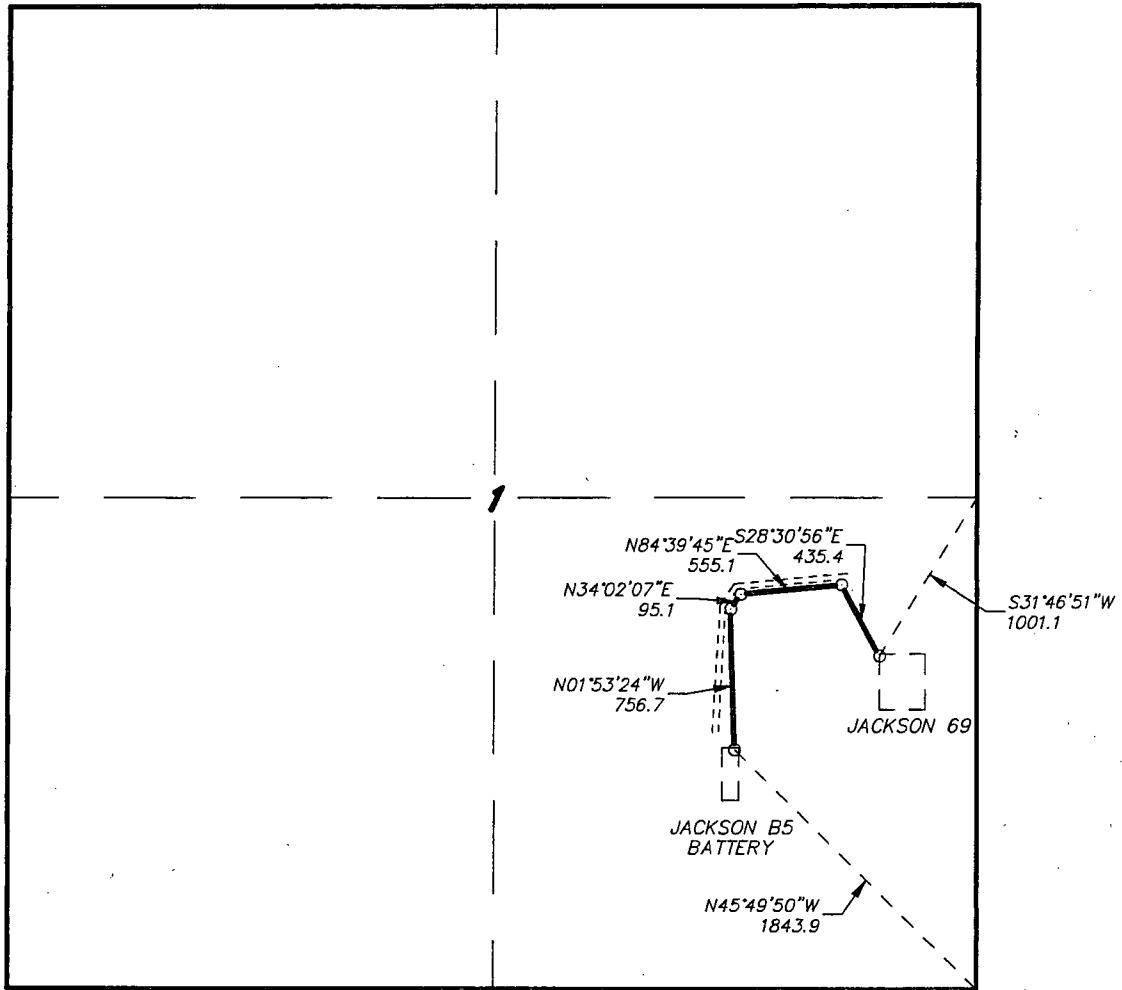 1
S28°30'56"E
435.4
N84°39'45"E
555.1
N34°02'07"E
95.1
S31°46'51"W
1001.1
N01°53'24"W
756.7
JACKSON 69
JACKSON B5
BATTERY
N45°49'50"W
1843.9